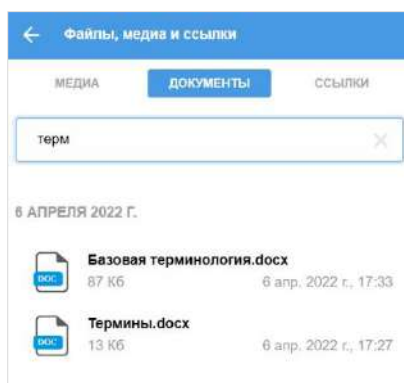 Файлы, медиа и ссылки
МЕДИА ДОКУМЕНТЫ ССЫЛКИ
терм
6 АПРЕЛЯ 2022 Г.
Базовая терминология.docx
DOC 87 Кб 6 апр. 2022 г., 17:33
Термины.docx
DOC 13 Кб 6 апр. 2022 г., 17:27